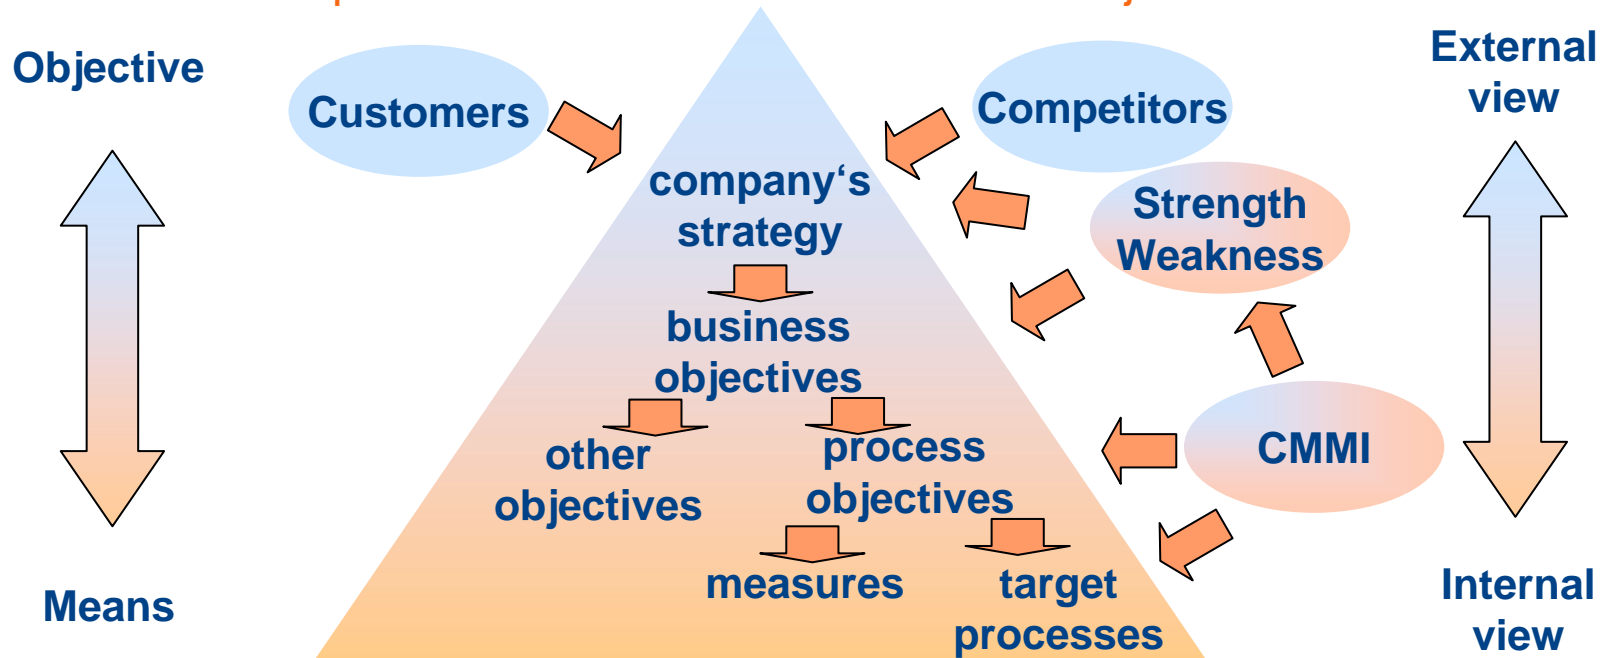 Objective
Customers
Competitors
External
view
company‘s
strategy
Strength
Weakness
business
objectives
other
objectives
process
objectives
CMMI
measures
target
processes
Means
Internal
view